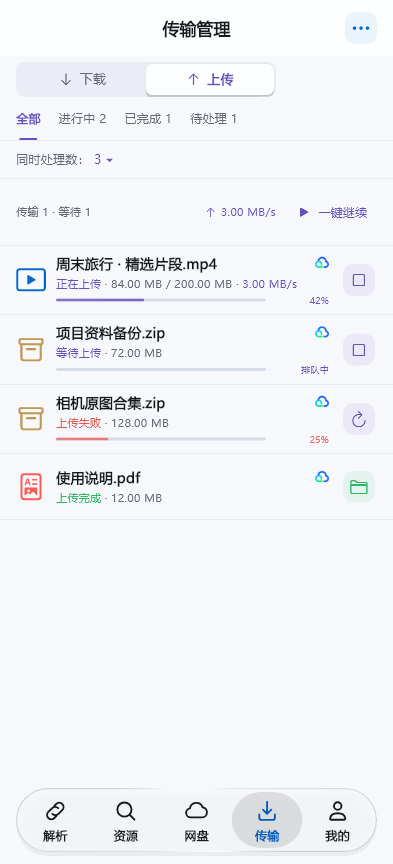 传输管理
下载
上传
全部 进行中 2 已完成 1 待处理 1
同时处理数： 3
传输 1 · 等待 1 3.00 MB/s 一键继续
周末旅行 · 精选片段.mp4
正在上传 · 84.00 MB / 200.00 MB · 3.00 MB/s
42%
项目资料备份.zip
等待上传 · 72.00 MB
排队中
相机原图合集.zip
上传失败 · 128.00 MB
25%
使用说明.pdf
上传完成 · 12.00 MB
解析 资源 网盘 传输 我的